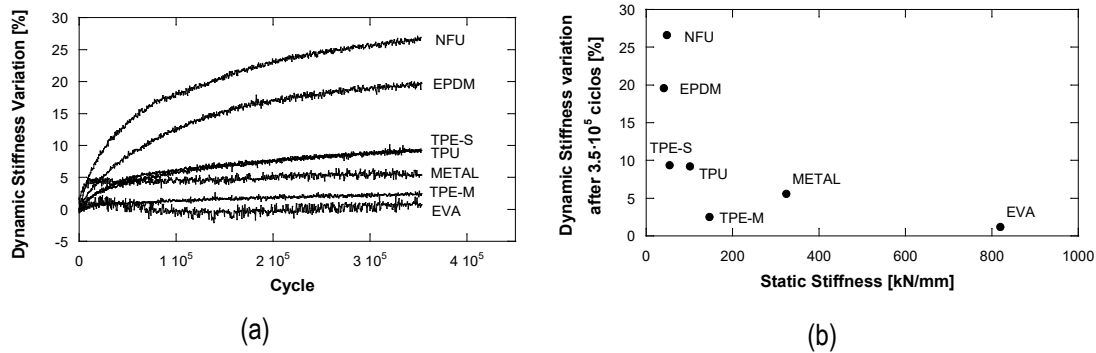 Dynamic Stiffness Variation [%]
30
25
20
15
10
5
0
-5
NFU
EPDM
TPE-S
TPU
METAL
TPE-M
EVA
0
1 10⁵
2 10⁵
3 10⁵
4 10⁵
Cycle
(a)
Dynamic Stiffness variation
after 3.5·10⁵ ciclos [%]
30
25
20
15
10
5
0
NFU
EPDM
TPE-S
TPU
METAL
TPE-M
EVA
0
200
400
600
800
1000
Static Stiffness [kN/mm]
(b)